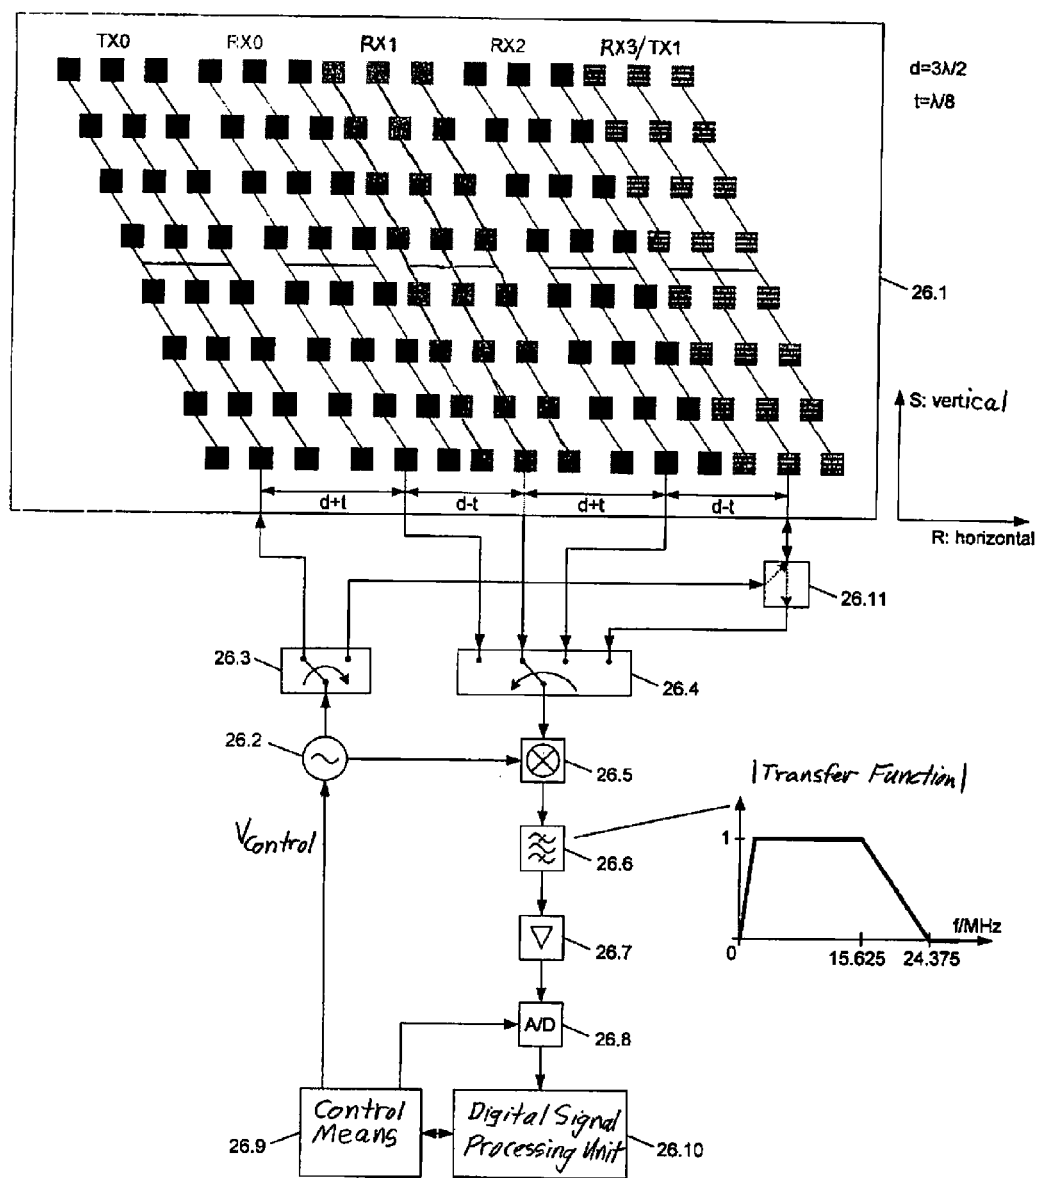 TX0 RX0 RX1 RX2 RX3/TX1
d=3λ/2
t=λ/8
26.1
S: vertical
d+t d-t d+t d-t
R: horizontal
26.11
26.3
26.4
26.2
26.5
|Transfer Function|
Vcontrol
1
26.6
f/MHz
0 15.625 24.375
26.7
A/D
26.8
Control
Means
26.9
Digital Signal
Processing Unit
26.10